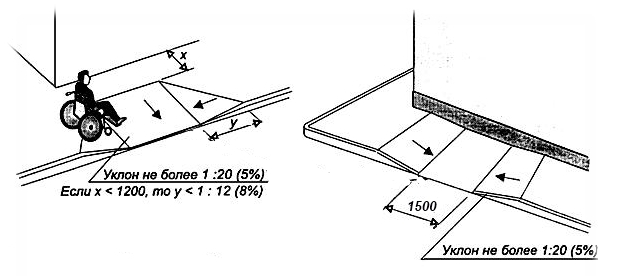 x
y
Уклон не более 1:20 (5%)
Если x < 1200, то y < 1 : 12 (8%)
1500
Уклон не более 1:20 (5%)